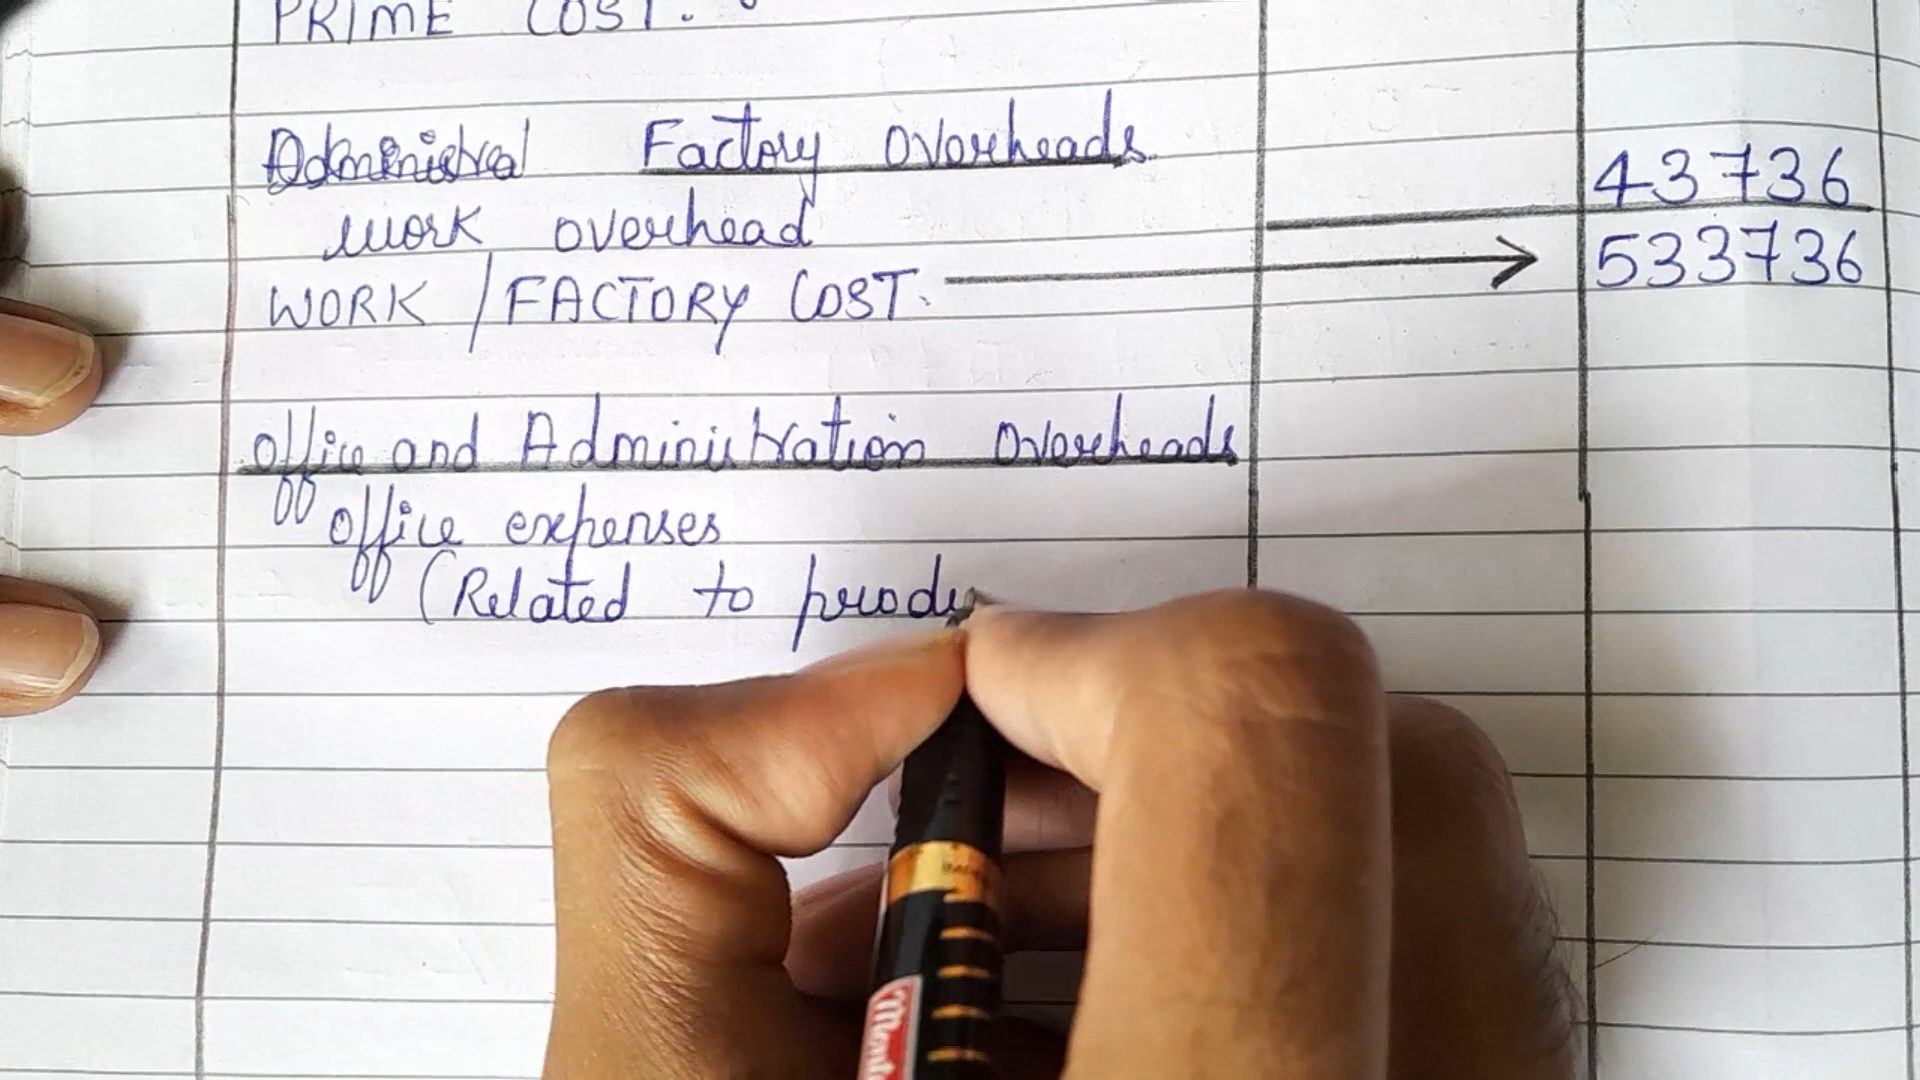 PRIME COST.
Administra Factory Overheads
43736
work overhead
WORK / FACTORY COST.
533736
office and Administration Overheads
office expenses
(Related to produ